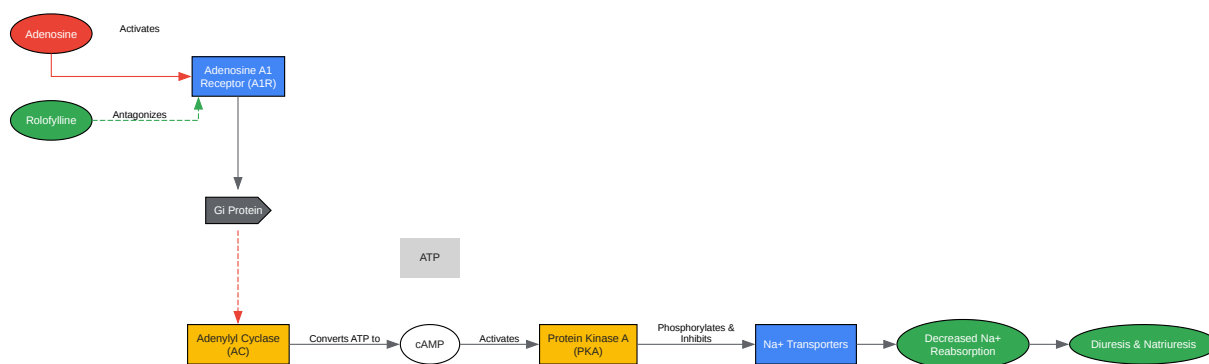 Adenosine
Activates
Adenosine A1
Receptor (A1R)
Rolofylline
Antagonizes
Gi Protein
ATP
Adenylyl Cyclase
(AC)
Converts ATP to
cAMP
Activates
Protein Kinase A
(PKA)
Phosphorylates &
Inhibits
Na+ Transporters
Decreased Na+
Reabsorption
Diuresis & Natriuresis